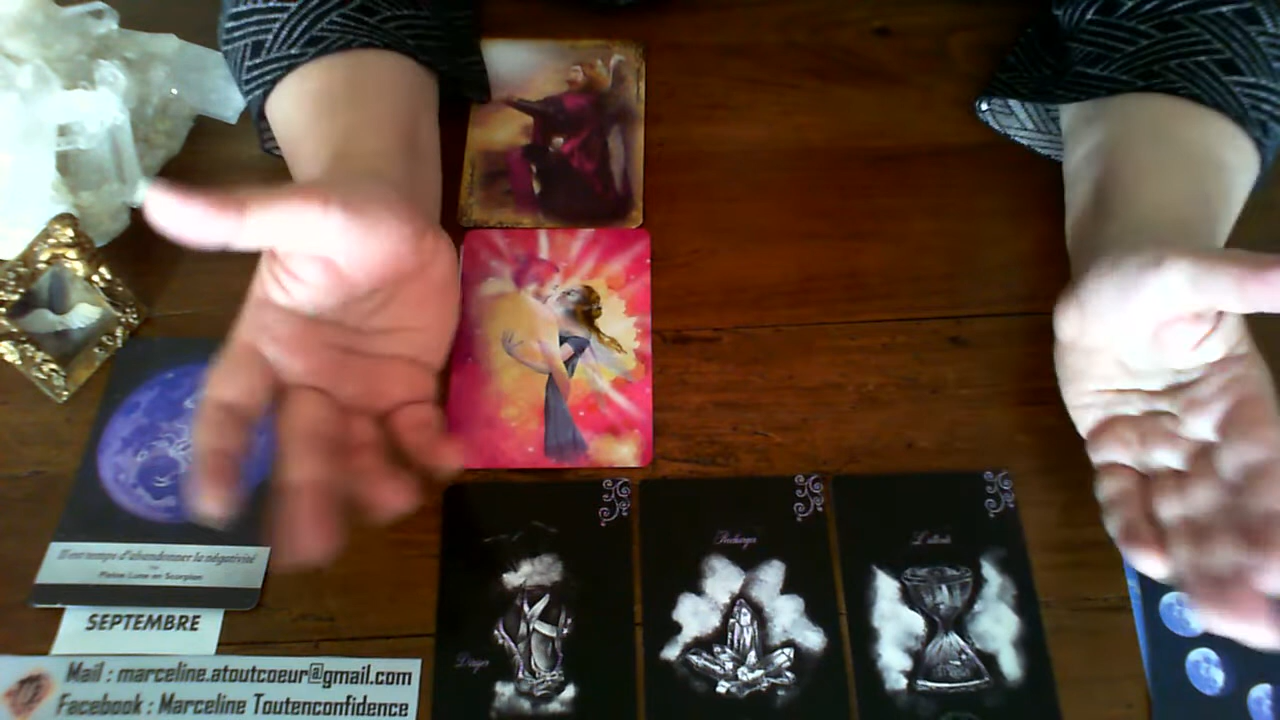 Recharger
L'attente
Il est temps d'abandonner la négativité
Pleine Lune en Scorpion
SEPTEMBRE
Mail : marceline.atoutcoeur@gmail.com
Facebook : Marceline Toutenconfidence